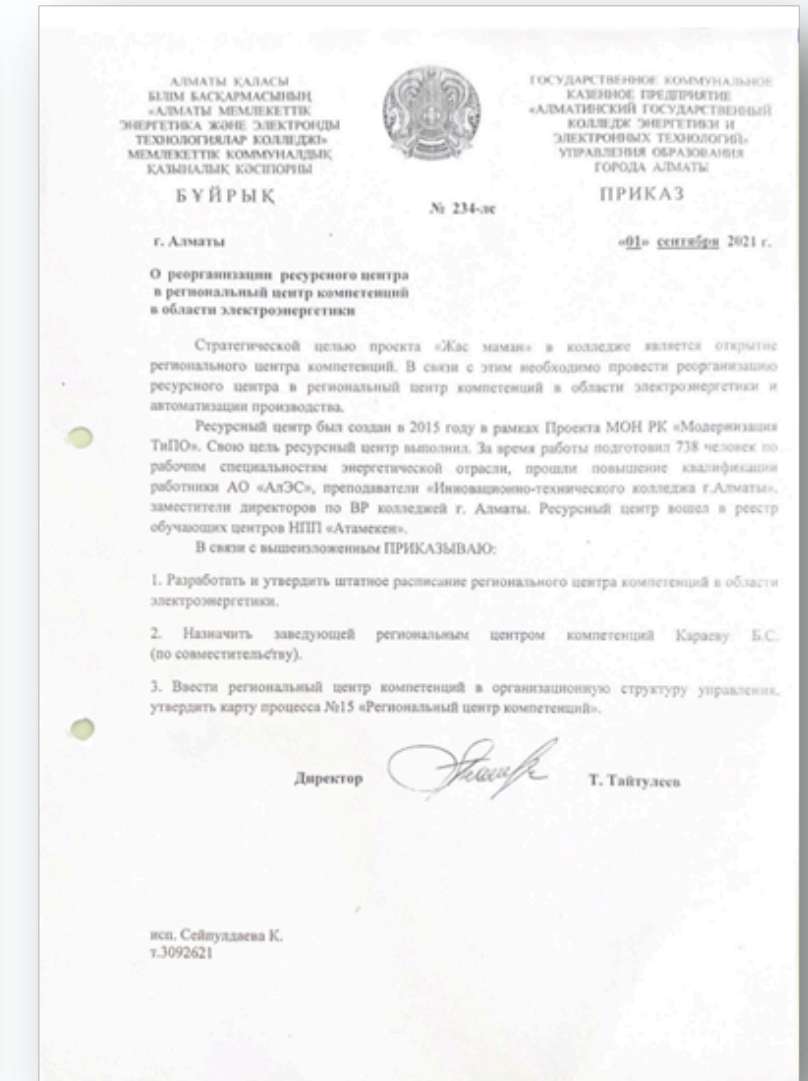 АЛМАТЫ ҚАЛАСЫ
БІЛІМ БАСҚАРМАСЫНЫҢ
«АЛМАТЫ МЕМЛЕКЕТТІК
ЭНЕРГЕТИКА ЖӘНЕ ЭЛЕКТРОНДЫ
ТЕХНОЛОГИЯЛАР КОЛЛЕДЖІ»
МЕМЛЕКЕТТІК КОММУНАЛДЫҚ
ҚАЗЫНАЛЫҚ КӘСІПОРНЫ
БҰЙРЫҚ
ГОСУДАРСТВЕННОЕ КОММУНАЛЬНОЕ
КАЗЕННОЕ ПРЕДПРИЯТИЕ
«АЛМАТИНСКИЙ ГОСУДАРСТВЕННЫЙ
КОЛЛЕДЖ ЭНЕРГЕТИКИ И
ЭЛЕКТРОННЫХ ТЕХНОЛОГИЙ»
УПРАВЛЕНИЯ ОБРАЗОВАНИЯ
ГОРОДА АЛМАТЫ
ПРИКАЗ
№ 234-лс
г. Алматы «01» сентября 2021 г.
О реорганизации ресурсного центра
в региональный центр компетенций
в области электроэнергетики
Стратегической целью проекта «Жас маман» в колледже является открытие
регионального центра компетенций. В связи с этим необходимо провести реорганизацию
ресурсного центра в региональный центр компетенций в области электроэнергетики и
автоматизации производства.
Ресурсный центр был создан в 2015 году в рамках Проекта МОН РК «Модернизация
ТиПО». Свою цель ресурсный центр выполнил. За время работы подготовил 738 человек по
рабочим специальностям энергетической отрасли, прошли повышение квалификации
работники АО «АлЭС», преподаватели «Инновационно-технического колледжа г.Алматы»,
заместители директоров по ВР колледжей г. Алматы. Ресурсный центр вошел в реестр
обучающих центров НПП «Атамекен».
В связи с вышеизложенным ПРИКАЗЫВАЮ:
1. Разработать и утвердить штатное расписание регионального центра компетенций в области
электроэнергетики.
2. Назначить заведующей региональным центром компетенций Караеву Б.С.
(по совместительству).
3. Ввести региональный центр компетенций в организационную структуру управления,
утвердить карту процесса №15 «Региональный центр компетенций».
Директор Т. Тайтулеев
исп. Сейпулдаева К.
т.3092621